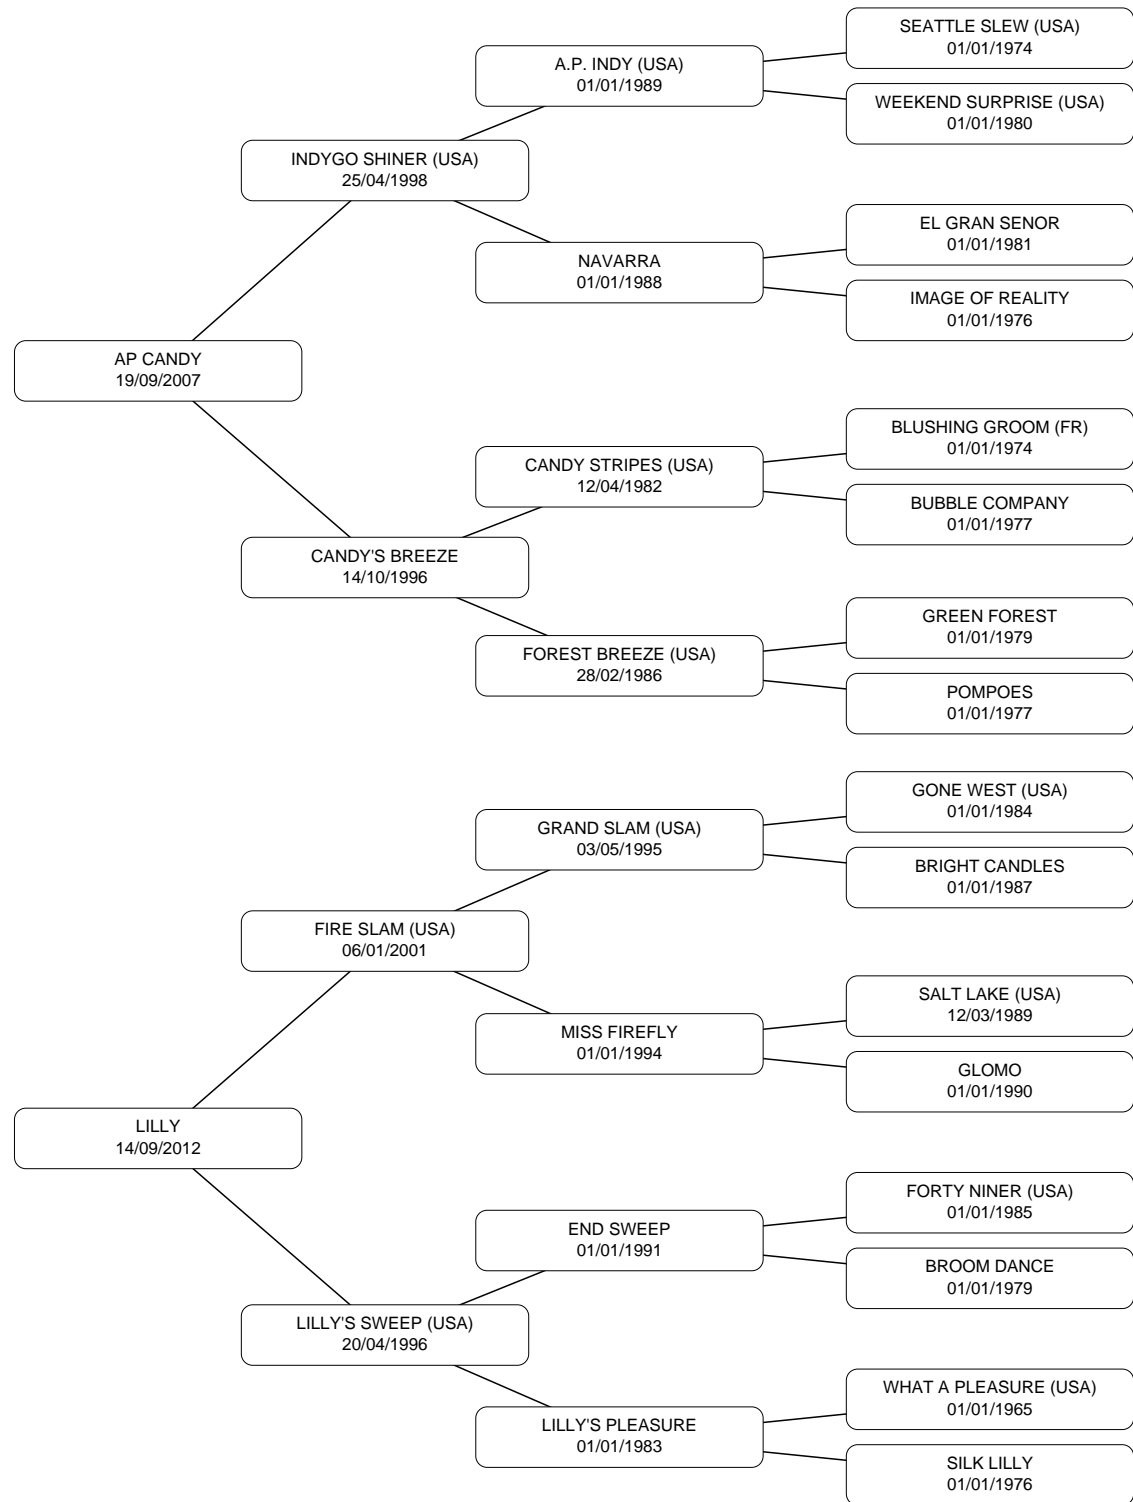 SEATTLE SLEW (USA)
01/01/1974
A.P. INDY (USA)
01/01/1989
WEEKEND SURPRISE (USA)
01/01/1980
INDYGO SHINER (USA)
25/04/1998
EL GRAN SENOR
01/01/1981
NAVARRA
01/01/1988
IMAGE OF REALITY
01/01/1976
AP CANDY
19/09/2007
BLUSHING GROOM (FR)
01/01/1974
CANDY STRIPES (USA)
12/04/1982
BUBBLE COMPANY
01/01/1977
CANDY'S BREEZE
14/10/1996
GREEN FOREST
01/01/1979
FOREST BREEZE (USA)
28/02/1986
POMPOES
01/01/1977
GONE WEST (USA)
01/01/1984
GRAND SLAM (USA)
03/05/1995
BRIGHT CANDLES
01/01/1987
FIRE SLAM (USA)
06/01/2001
SALT LAKE (USA)
12/03/1989
MISS FIREFLY
01/01/1994
GLOMO
01/01/1990
LILLY
14/09/2012
FORTY NINER (USA)
01/01/1985
END SWEEP
01/01/1991
BROOM DANCE
01/01/1979
LILLY'S SWEEP (USA)
20/04/1996
WHAT A PLEASURE (USA)
01/01/1965
LILLY'S PLEASURE
01/01/1983
SILK LILLY
01/01/1976